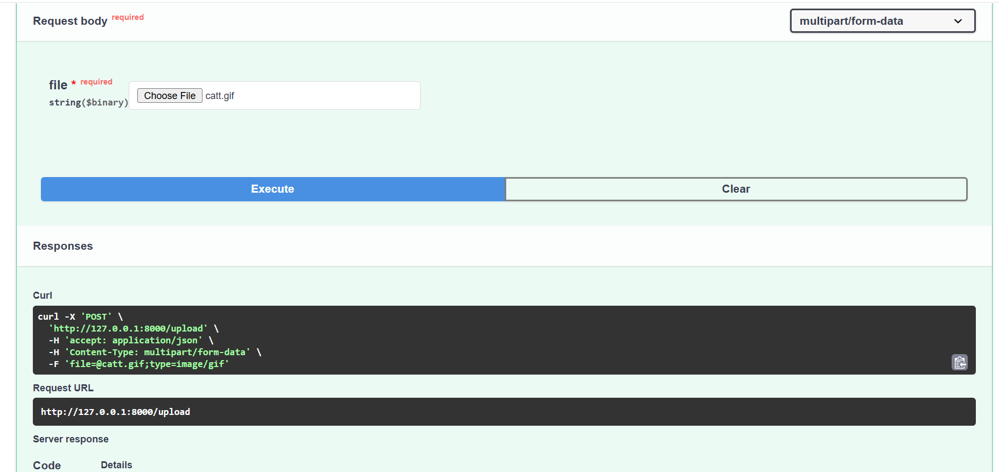 Request body required
multipart/form-data
file * required
string($binary)
Choose File catt.gif
Execute
Clear
Responses
Curl
curl -X 'POST' \
'http://127.0.0.1:8000/upload' \
-H 'accept: application/json' \
-H 'Content-Type: multipart/form-data' \
-F 'file=@catt.gif;type=image/gif'
Request URL
http://127.0.0.1:8000/upload
Server response
Code Details